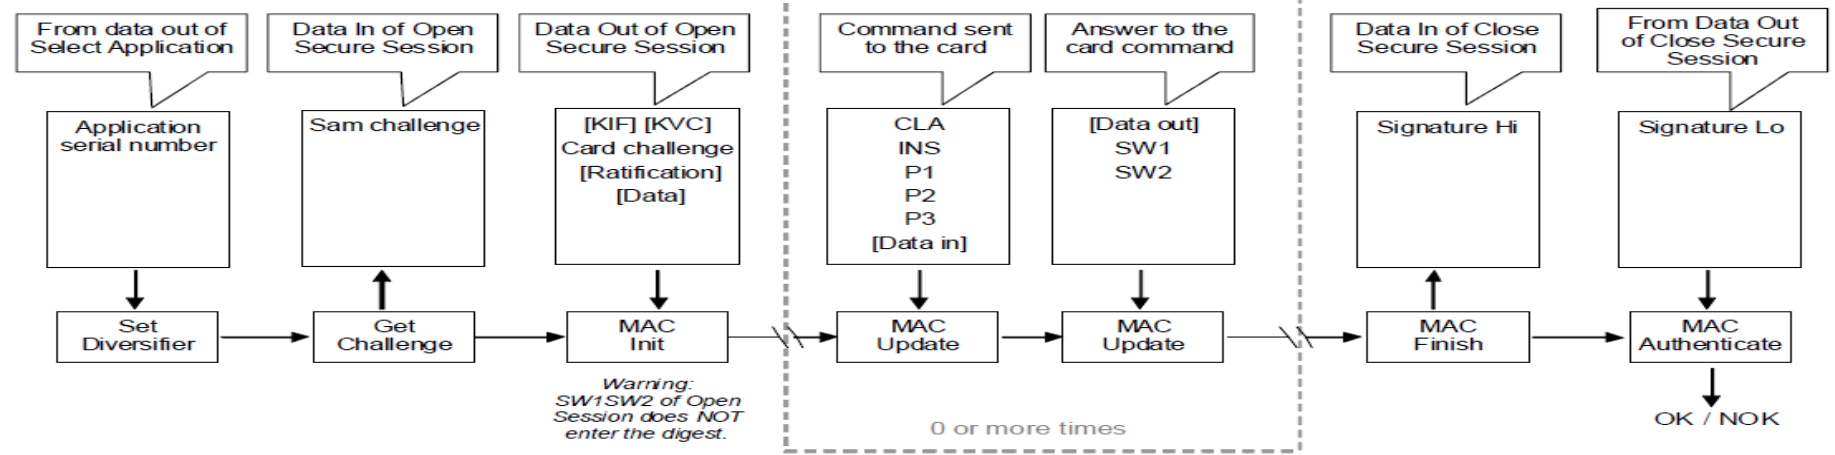 From data out of
Select Application
Data In of Open
Secure Session
Data Out of Open
Secure Session
Command sent
to the card
Answer to the
card command
Data In of Close
Secure Session
From Data Out
of Close Secure
Session
Application
serial number
Sam challenge
[KIF] [KVC]
Card challenge
[Ratification]
[Data]
CLA
INS
P1
P2
P3
[Data in]
[Data out]
SW1
SW2
Signature Hi
Signature Lo
Set
Diversifier
Get
Challenge
MAC
Init
MAC
Update
MAC
Update
MAC
Finish
MAC
Authenticate
Warning:
SW1SW2 of Open
Session does NOT
enter the digest.
0 or more times
OK / NOK